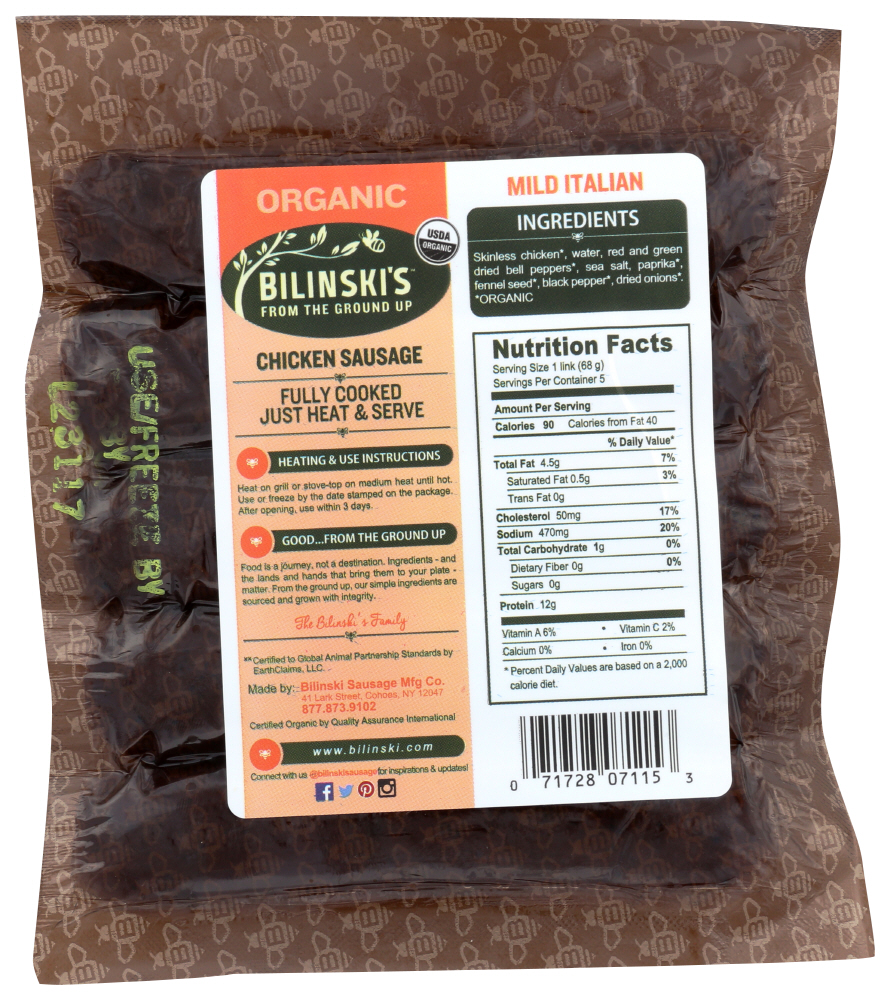 ORGANIC
USDA
ORGANIC
BILINSKI'S™
FROM THE GROUND UP
CHICKEN SAUSAGE
FULLY COOKED
JUST HEAT & SERVE
HEATING & USE INSTRUCTIONS
Heat on grill or stove-top on medium heat until hot.
Use or freeze by the date stamped on the package.
After opening, use within 3 days.
GOOD...FROM THE GROUND UP
Food is a journey, not a destination. Ingredients - and
the lands and hands that bring them to your plate -
matter. From the ground up, our simple ingredients are
sourced and grown with integrity.
The Bilinski's Family
**Certified to Global Animal Partnership Standards by
EarthClaims, LLC.
Made by: Bilinski Sausage Mfg Co.
41 Lark Street, Cohoes, NY 12047
877.873.9102
Certified Organic by Quality Assurance International
www.bilinski.com
Connect with us @bilinskisausage for inspirations & updates!
MILD ITALIAN
INGREDIENTS
Skinless chicken*, water, red and green
dried bell peppers*, sea salt, paprika*,
fennel seed*, black pepper*, dried onions*.
*ORGANIC
Nutrition Facts
Serving Size 1 link (68 g)
Servings Per Container 5
Amount Per Serving
Calories 90 Calories from Fat 40
% Daily Value*
Total Fat 4.5g 7%
Saturated Fat 0.5g 3%
Trans Fat 0g
Cholesterol 50mg 17%
Sodium 470mg 20%
Total Carbohydrate 1g 0%
Dietary Fiber 0g 0%
Sugars 0g
Protein 12g
Vitamin A 6% • Vitamin C 2%
Calcium 0% • Iron 0%
*Percent Daily Values are based on a 2,000
calorie diet.
0 71728 07115 3
USE/FREEZE BY
BY
L23117